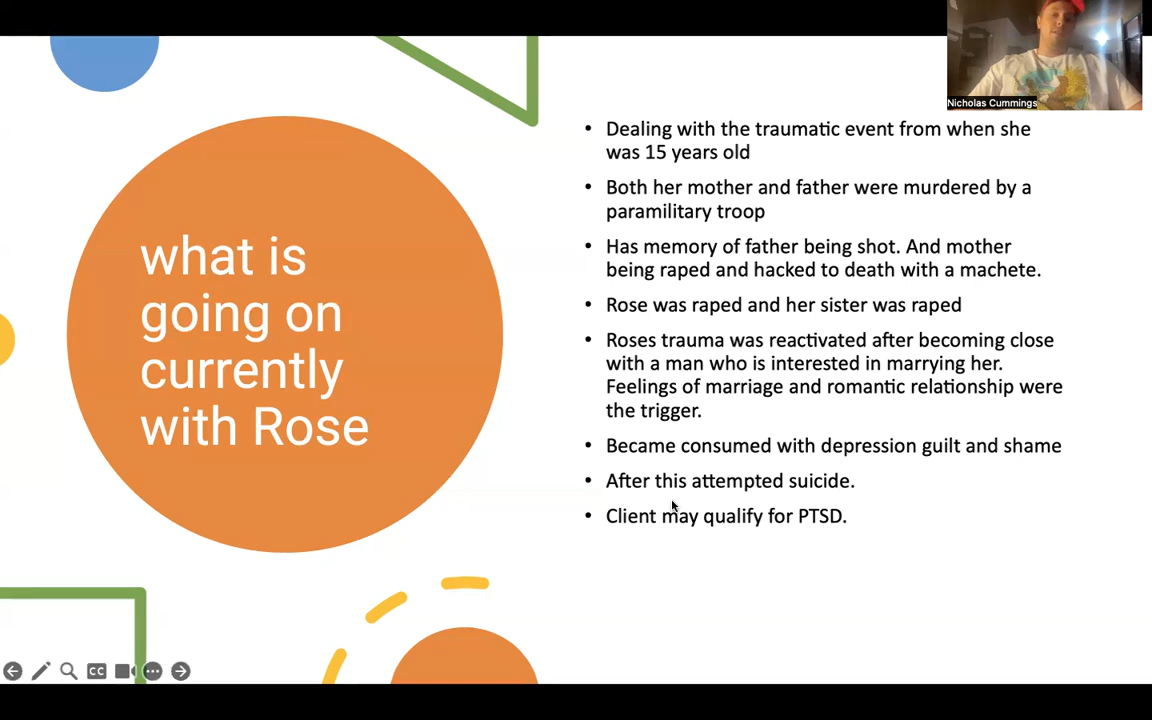 Nicholas Cummings
what is
going on
currently
with Rose
• Dealing with the traumatic event from when she
was 15 years old
• Both her mother and father were murdered by a
paramilitary troop
• Has memory of father being shot. And mother
being raped and hacked to death with a machete.
• Rose was raped and her sister was raped
• Roses trauma was reactivated after becoming close
with a man who is interested in marrying her.
Feelings of marriage and romantic relationship were
the trigger.
• Became consumed with depression guilt and shame
• After this attempted suicide.
• Client may qualify for PTSD.
CC